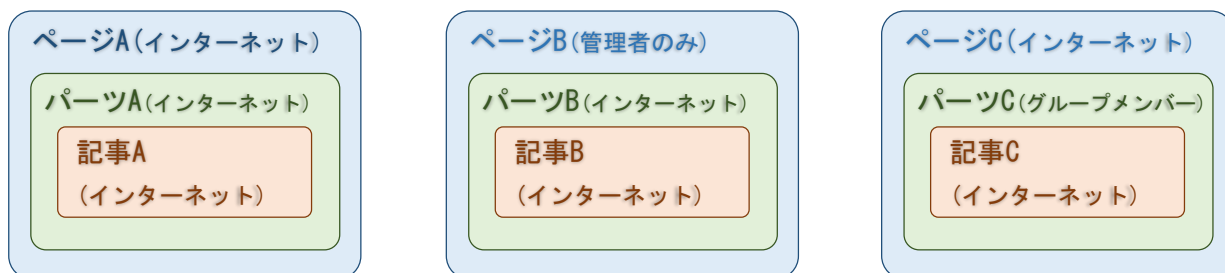 ページA(インターネット)
パーツA(インターネット)
記事A
(インターネット)
ページB(管理者のみ)
パーツB(インターネット)
記事B
(インターネット)
ページC(インターネット)
パーツC(グループメンバー)
記事C
(インターネット)